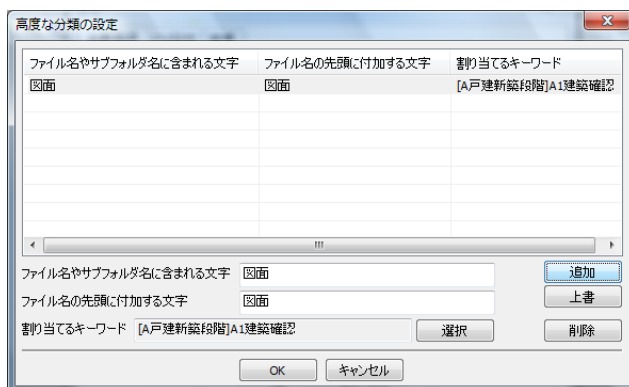 高度な分類の設定
ファイル名やサブフォルダ名に含まれる文字 ファイル名の先頭に付加する文字 割り当てるキーワード
図面 図面 [A戸建新築段階]A1建築確認
ファイル名やサブフォルダ名に含まれる文字 図面 追加
ファイル名の先頭に付加する文字 図面 上書
割り当てるキーワード [A戸建新築段階]A1建築確認 選択 削除
OK キャンセル